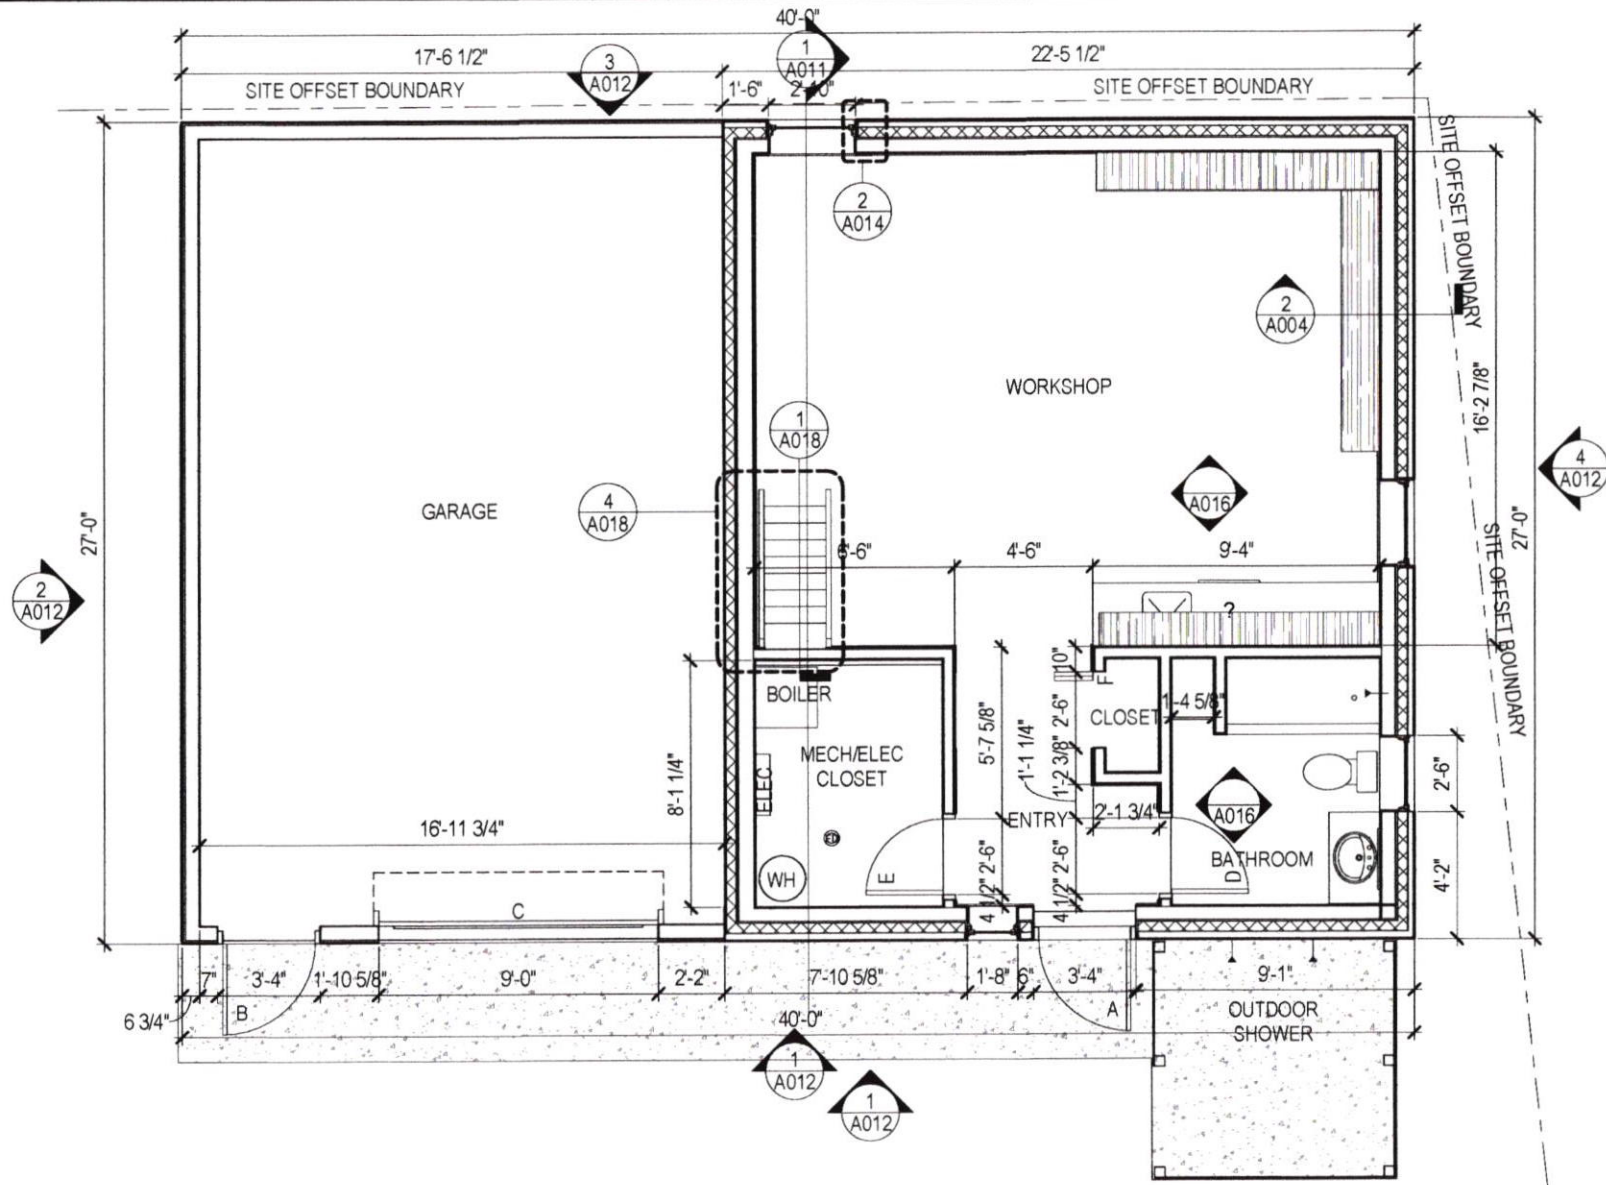 40'-0"
17'-6 1/2"
3
A012
1
A011
22'-5 1/2"
SITE OFFSET BOUNDARY
1'-6"
SITE OFFSET BOUNDARY
SITE OFFSET BOUNDARY
2
A014
2
A004
WORKSHOP
16'-2 7/8"
1
A018
4
A012
GARAGE
4
A018
A016
27'-0"
27'-0"
6'-6"
4'-6"
9'-4"
2
A012
?
SITE OFFSET BOUNDARY
10"
F
BOILER
CLOSET
1'-4 5/8"
2'-6"
5'-7 5/8"
1'-1 1/4"
1'-2 3/8"
MECH/ELEC
CLOSET
ELEC
8'-1 1/4"
2'-6"
A016
ENTRY
2'-1 3/4"
16'-11 3/4"
WH
E
2'-6"
4 1/2"
2'-6"
4 1/2"
D
BATHROOM
4'-2"
C
7"
3'-4"
1'-10 5/8"
9'-0"
2'-2"
7'-10 5/8"
1'-8"
6"
3'-4"
9'-1"
6 3/4"
B
40'-0"
A
OUTDOOR
SHOWER
1
A012
1
A012